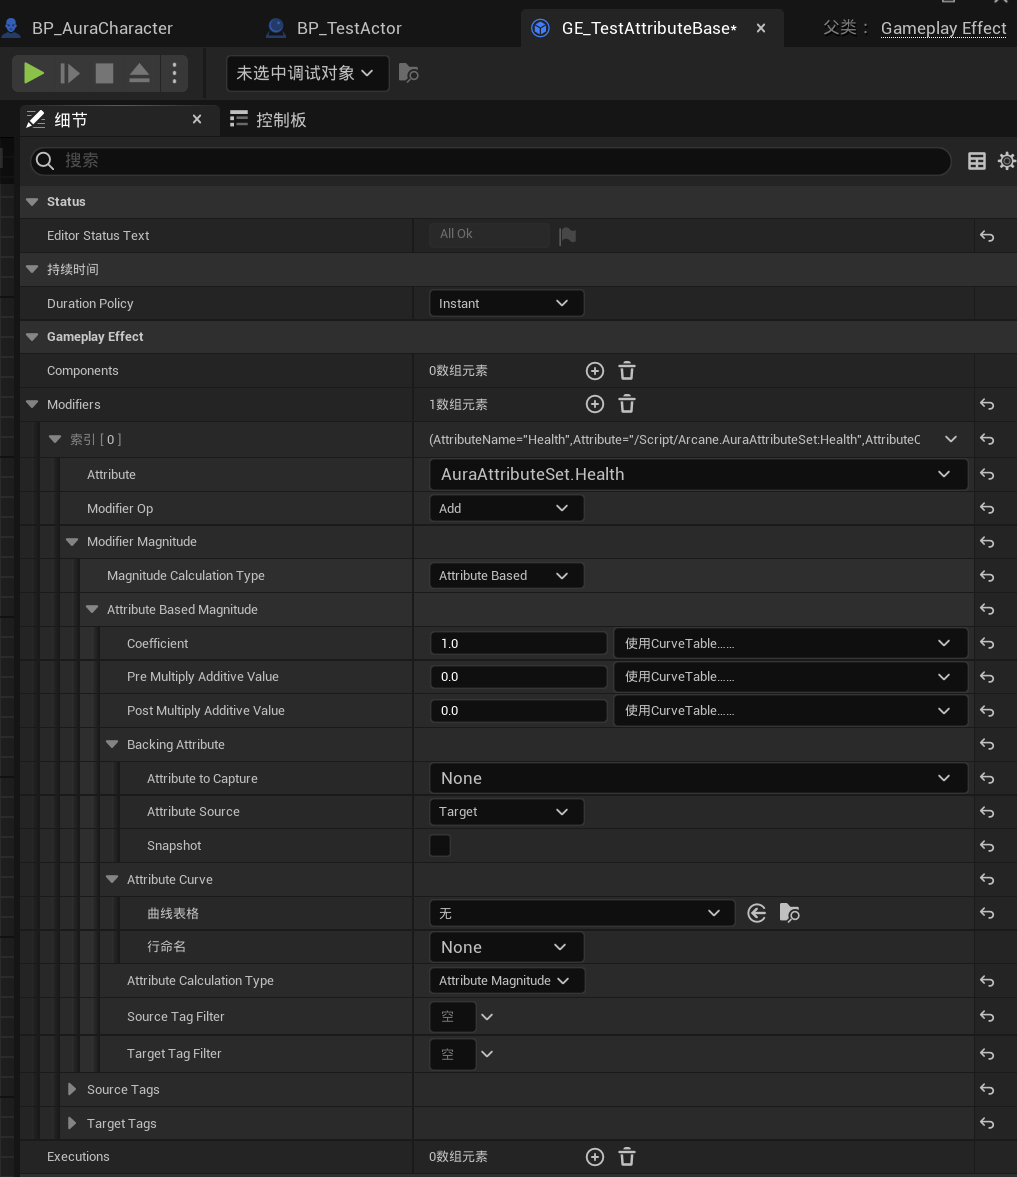 BP_AuraCharacter BP_TestActor GE_TestAttributeBase* 父类： Gameplay Effect
未选中调试对象
细节 控制板
搜索
Status
Editor Status Text All Ok
持续时间
Duration Policy Instant
Gameplay Effect
Components 0数组元素
Modifiers 1数组元素
索引 [ 0 ] (AttributeName="Health",Attribute="/Script/Arcane.AuraAttributeSet:Health",AttributeC
Attribute AuraAttributeSet.Health
Modifier Op Add
Modifier Magnitude
Magnitude Calculation Type Attribute Based
Attribute Based Magnitude
Coefficient 1.0 使用CurveTable......
Pre Multiply Additive Value 0.0 使用CurveTable......
Post Multiply Additive Value 0.0 使用CurveTable......
Backing Attribute
Attribute to Capture None
Attribute Source Target
Snapshot
Attribute Curve
曲线表格 无
行命名 None
Attribute Calculation Type Attribute Magnitude
Source Tag Filter 空
Target Tag Filter 空
Source Tags
Target Tags
Executions 0数组元素